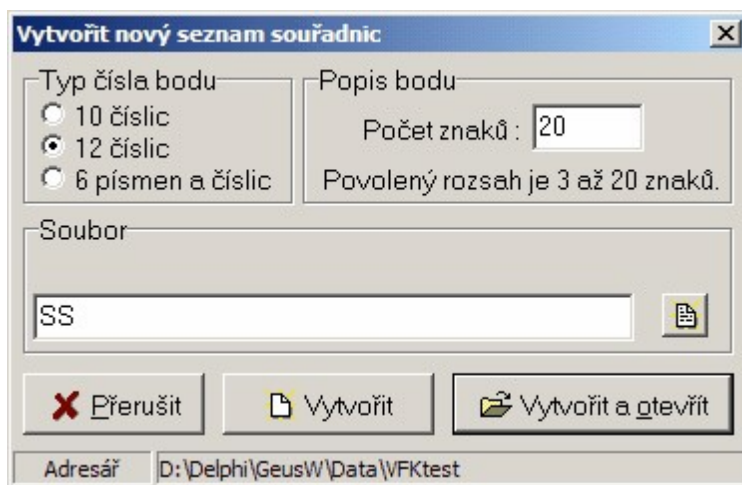 Vytvořit nový seznam souřadnic
Typ čísla bodu
10 číslic
12 číslic
6 písmen a číslic
Popis bodu
Počet znaků : 20
Povolený rozsah je 3 až 20 znaků.
Soubor
SS
Přerušit
Vytvořit
Vytvořit a otevřít
Adresář D:\Delphi\GeusW\Data\VFKtest